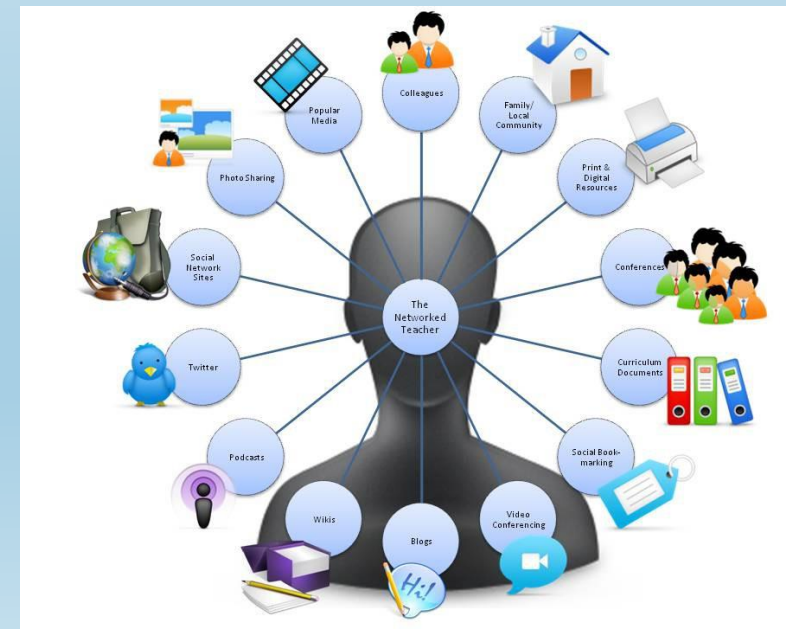 Colleagues
Family/
Local
Community
Print &
Digital
Resources
Conferences
Curriculum
Documents
Social Book-
marking
Video
Conferencing
Blogs
Wikis
Podcasts
Twitter
Social
Network
Sites
Photo Sharing
Popular
Media
The
Networked
Teacher
Hi!